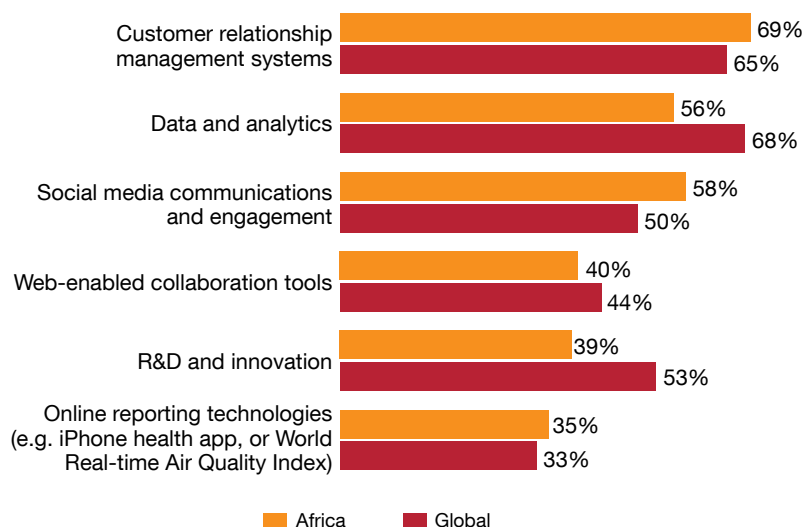 Customer relationship
management systems
69%
65%
Data and analytics
56%
68%
Social media communications
and engagement
58%
50%
Web-enabled collaboration tools
40%
44%
R&D and innovation
39%
53%
Online reporting technologies
(e.g. iPhone health app, or World
Real-time Air Quality Index)
35%
33%
Africa
Global